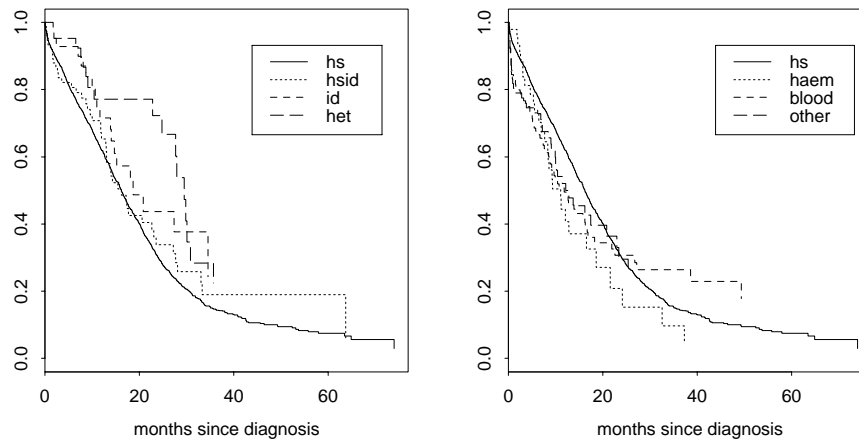 1.0
0.8
0.6
0.4
0.2
0.0
0 20 40 60
months since diagnosis
hs
hsid
id
het
1.0
0.8
0.6
0.4
0.2
0.0
0 20 40 60
months since diagnosis
hs
haem
blood
other